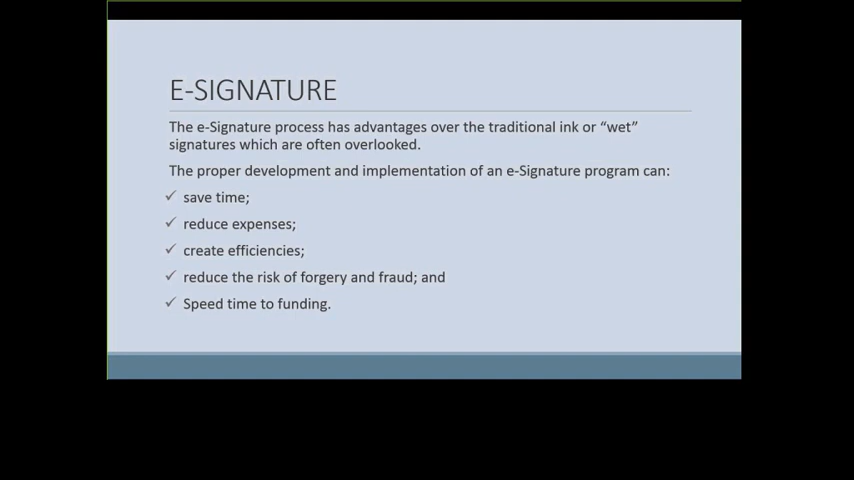 E-SIGNATURE
The e-Signature process has advantages over the traditional ink or “wet”
signatures which are often overlooked.
The proper development and implementation of an e-Signature program can:
✓ save time;
✓ reduce expenses;
✓ create efficiencies;
✓ reduce the risk of forgery and fraud; and
✓ Speed time to funding.